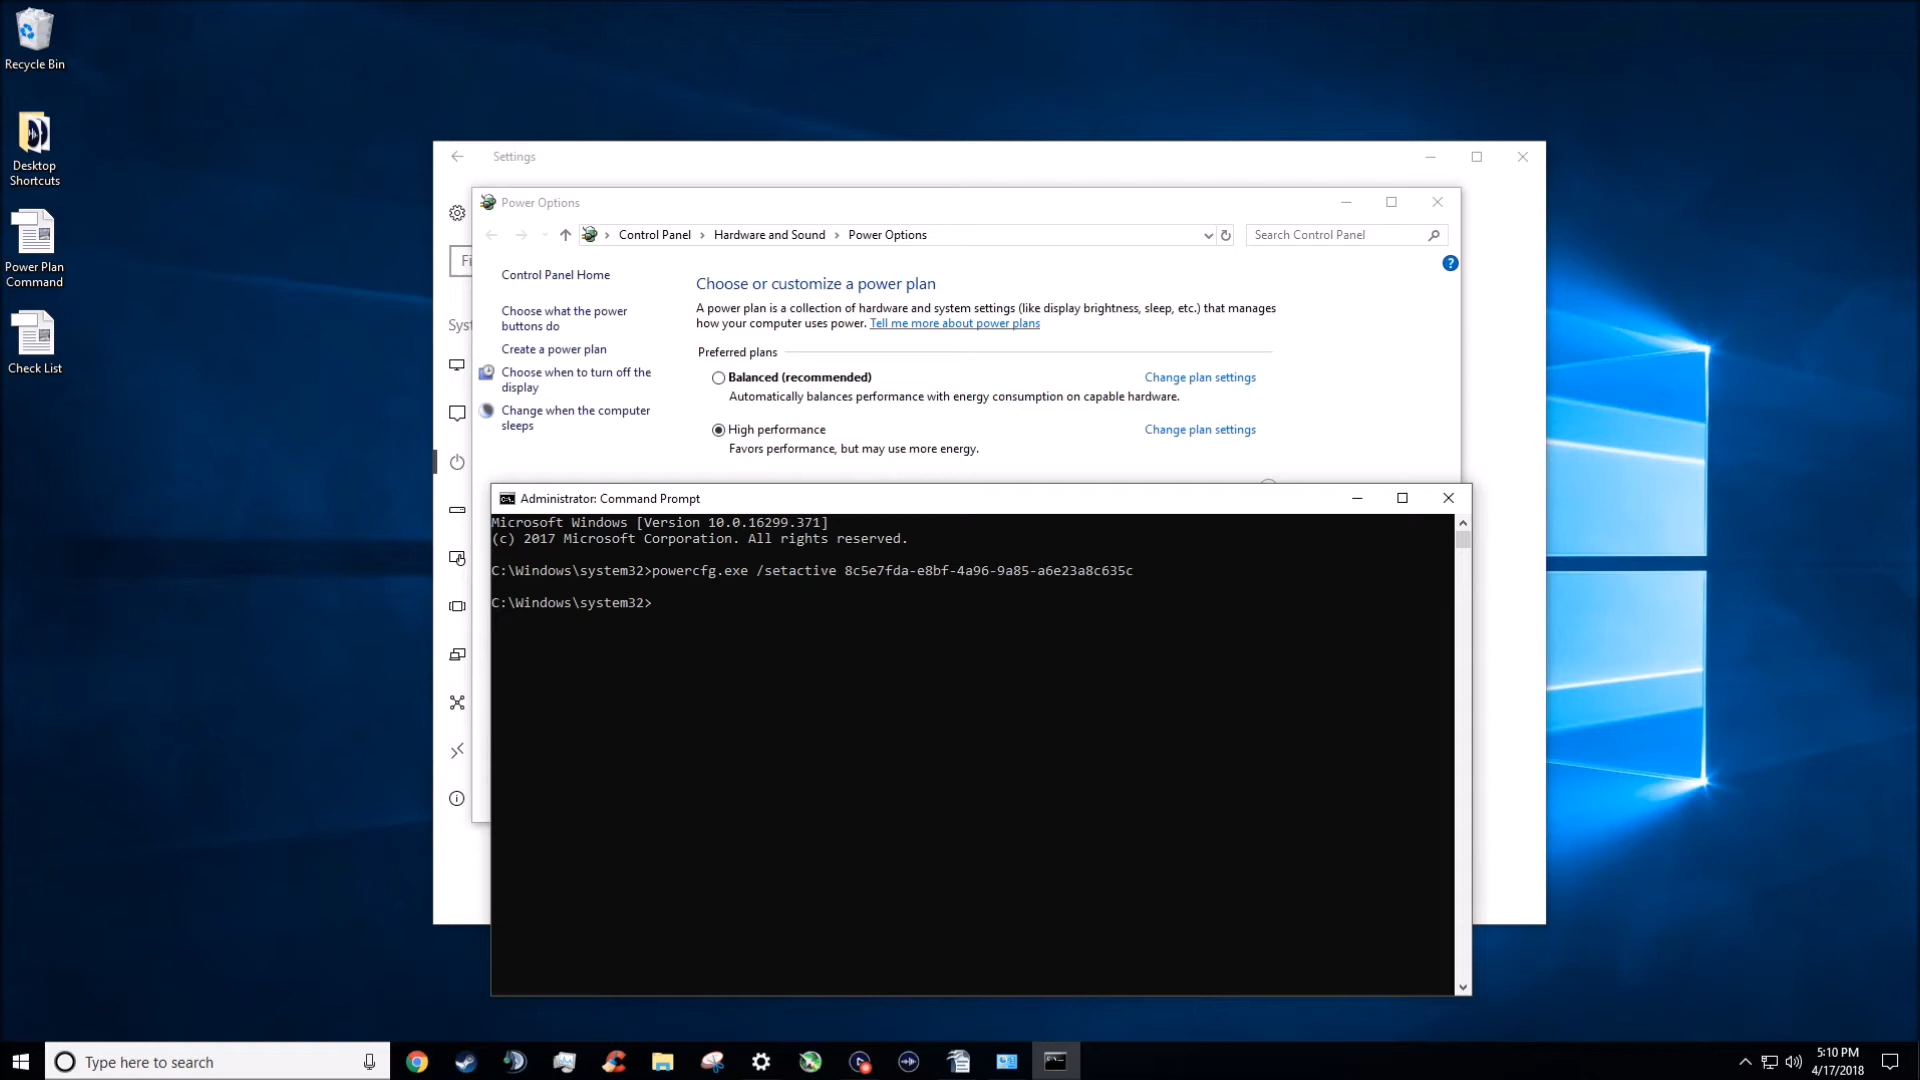 Recycle Bin
Desktop
Shortcuts
Power Plan
Command
Check List
Settings
Fi
Syst
Power Options
Control Panel > Hardware and Sound > Power Options
Search Control Panel
Control Panel Home
Choose what the power
buttons do
Create a power plan
Choose when to turn off the
display
Change when the computer
sleeps
Choose or customize a power plan
A power plan is a collection of hardware and system settings (like display brightness, sleep, etc.) that manages
how your computer uses power. Tell me more about power plans
Preferred plans
Balanced (recommended) Change plan settings
Automatically balances performance with energy consumption on capable hardware.
High performance Change plan settings
Favors performance, but may use more energy.
Administrator: Command Prompt
Microsoft Windows [Version 10.0.16299.371]
(c) 2017 Microsoft Corporation. All rights reserved.
C:\Windows\system32>powercfg.exe /setactive 8c5e7fda-e8bf-4a96-9a85-a6e23a8c635c
C:\Windows\system32>
Type here to search
5:10 PM
4/17/2018